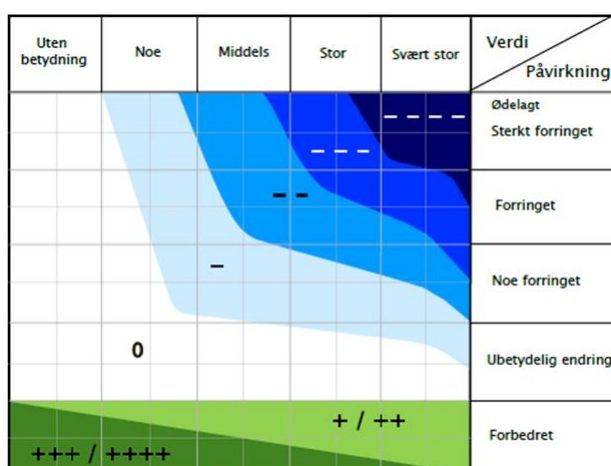 Uten
betydning
Noe
Middels
Stor
Svært stor
Verdi
Påvirkning
Ødelagt
Sterkt forringet
– – – –
– – –
Forringet
– –
Noe forringet
–
Ubetydelig endring
0
Forbedret
+ / ++
+++ / ++++